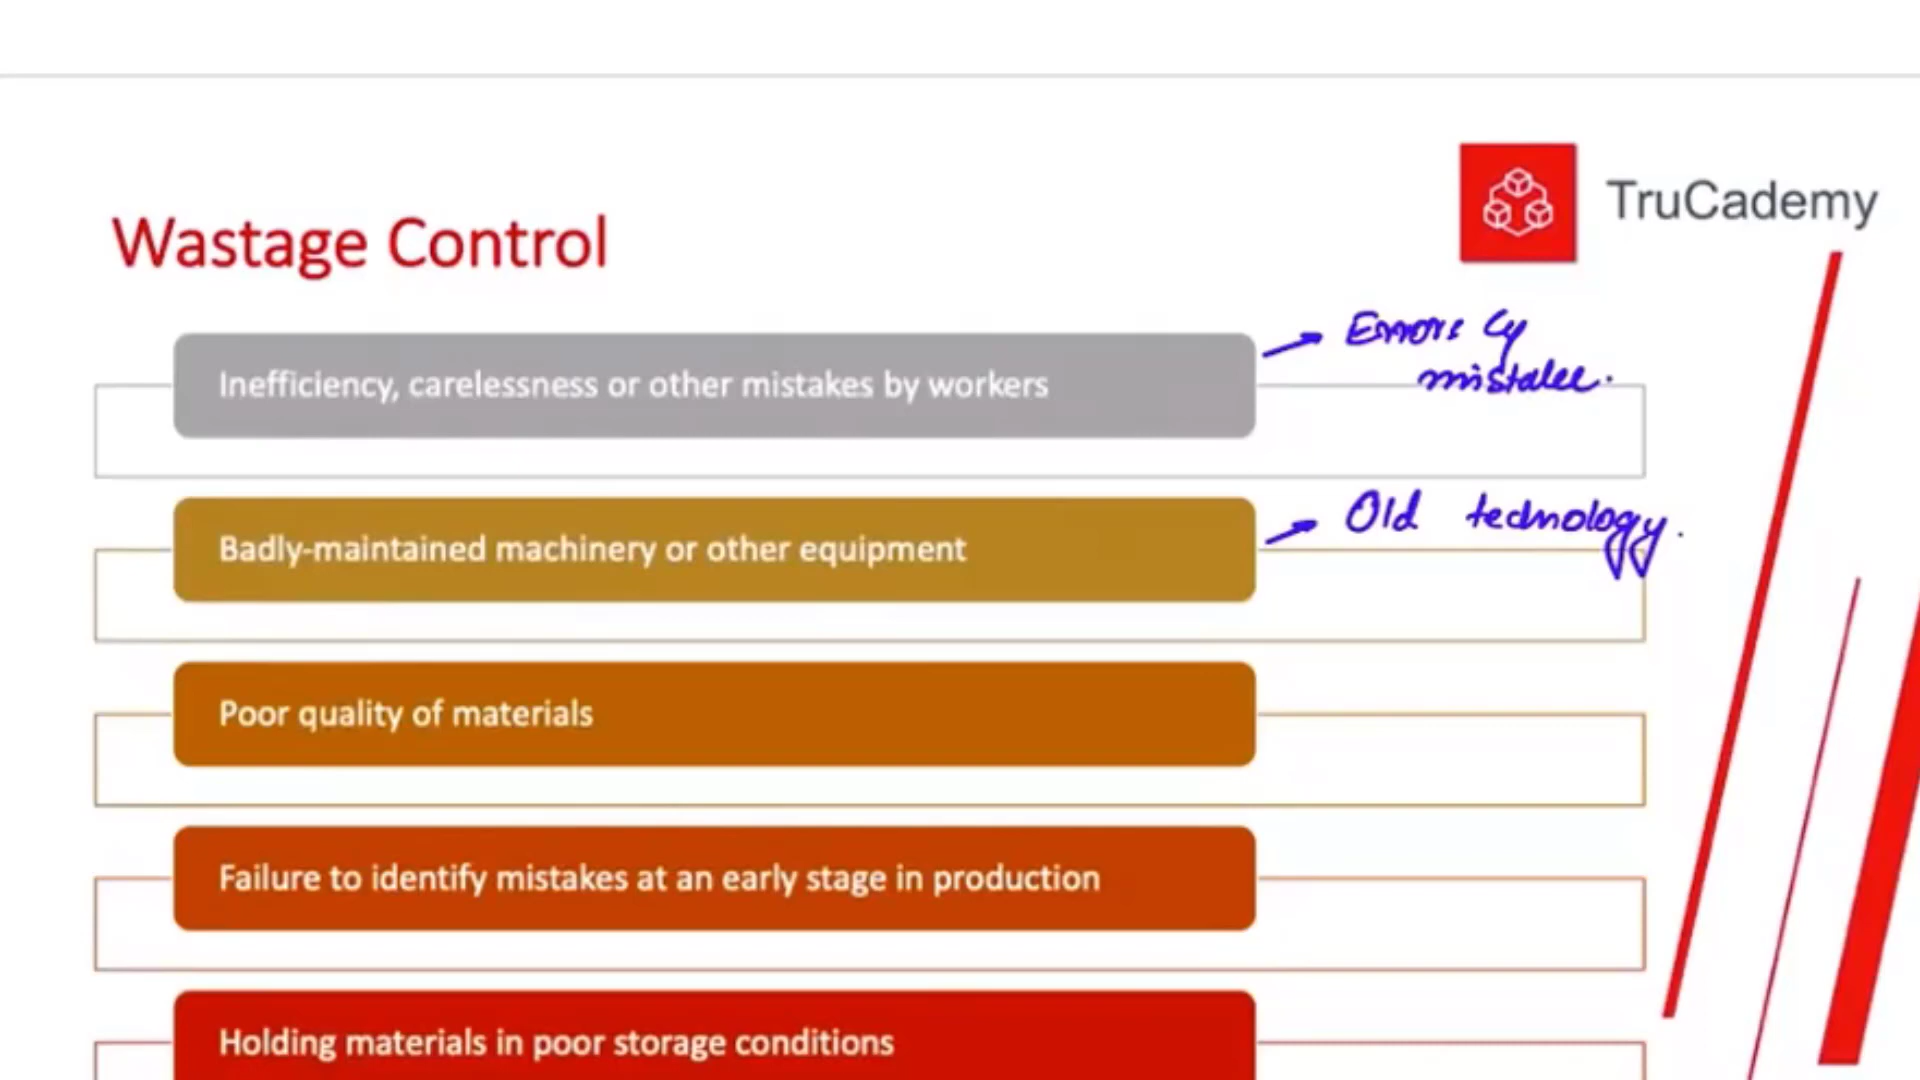 TruCademy
Wastage Control
Errors by
mistake.
Inefficiency, carelessness or other mistakes by workers
Old technology.
Badly-maintained machinery or other equipment
Poor quality of materials
Failure to identify mistakes at an early stage in production
Holding materials in poor storage conditions